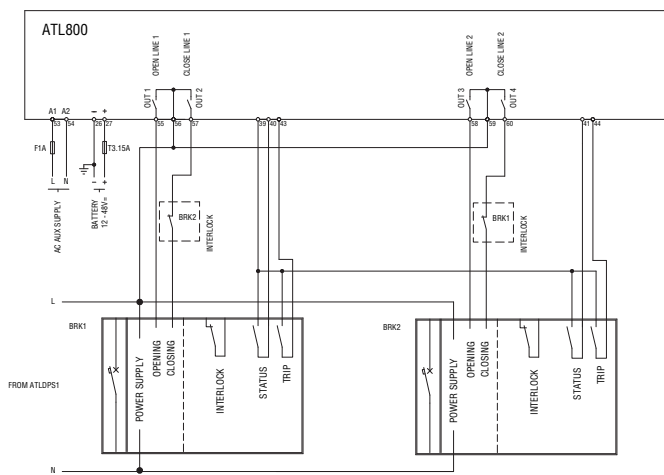 ATL800
OPEN LINE 1
CLOSE LINE 1
OPEN LINE 2
CLOSE LINE 2
OUT 1
OUT 2
OUT 3
OUT 4
A1 A2 - +
53 54 26 27 55 56 57 39 40 43 58 59 60 41 44
F1A
T3.15A
L N - +
AC AUX SUPPLY
BATTERY
12 - 48V=
BRK2
INTERLOCK
BRK1
INTERLOCK
L
BRK1
BRK2
FROM ATLDPS1
POWER SUPPLY
OPENING
CLOSING
INTERLOCK
STATUS
TRIP
POWER SUPPLY
OPENING
CLOSING
INTERLOCK
STATUS
TRIP
N